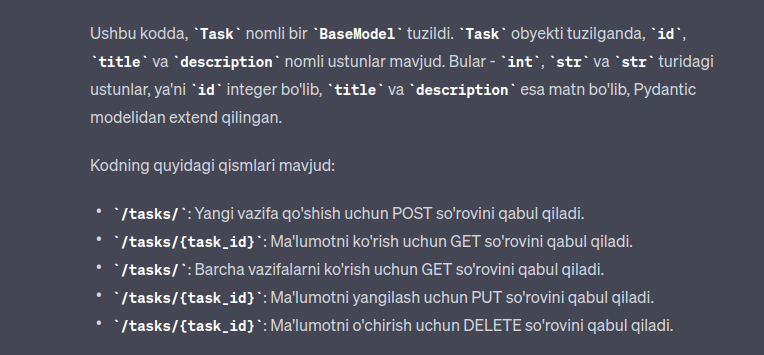 Ushbu kodda, `Task` nomli bir `BaseModel` tuzildi. `Task` obyekti tuzilganda, `id`,
`title` va `description` nomli ustunlar mavjud. Bular - `int`, `str` va `str` turidagi
ustunlar, ya'ni `id` integer bo'lib, `title` va `description` esa matn bo'lib, Pydantic
modelidan extend qilingan.
Kodning quyidagi qismlari mavjud:
• `/tasks/`: Yangi vazifa qo'shish uchun POST so'rovini qabul qiladi.
• `/tasks/{task_id}`: Ma'lumotni ko'rish uchun GET so'rovini qabul qiladi.
• `/tasks/`: Barcha vazifalarni ko'rish uchun GET so'rovini qabul qiladi.
• `/tasks/{task_id}`: Ma'lumotni yangilash uchun PUT so'rovini qabul qiladi.
• `/tasks/{task_id}`: Ma'lumotni o'chirish uchun DELETE so'rovini qabul qiladi.